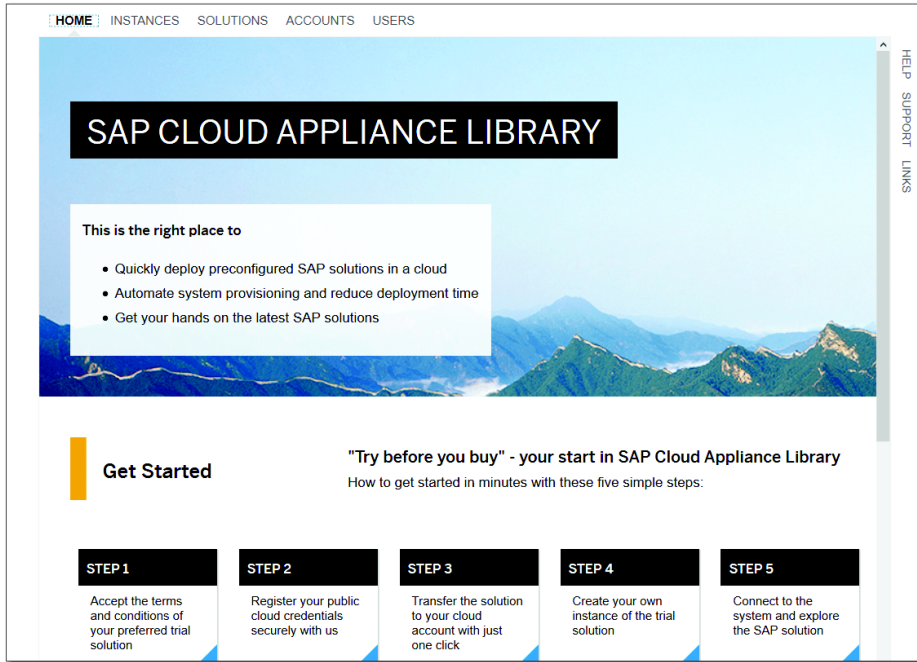 HOME INSTANCES SOLUTIONS ACCOUNTS USERS
HELP SUPPORT LINKS
SAP CLOUD APPLIANCE LIBRARY
This is the right place to
• Quickly deploy preconfigured SAP solutions in a cloud
• Automate system provisioning and reduce deployment time
• Get your hands on the latest SAP solutions
Get Started
"Try before you buy" - your start in SAP Cloud Appliance Library
How to get started in minutes with these five simple steps:
STEP 1
Accept the terms
and conditions of
your preferred trial
solution
STEP 2
Register your public
cloud credentials
securely with us
STEP 3
Transfer the solution
to your cloud
account with just
one click
STEP 4
Create your own
instance of the trial
solution
STEP 5
Connect to the
system and explore
the SAP solution